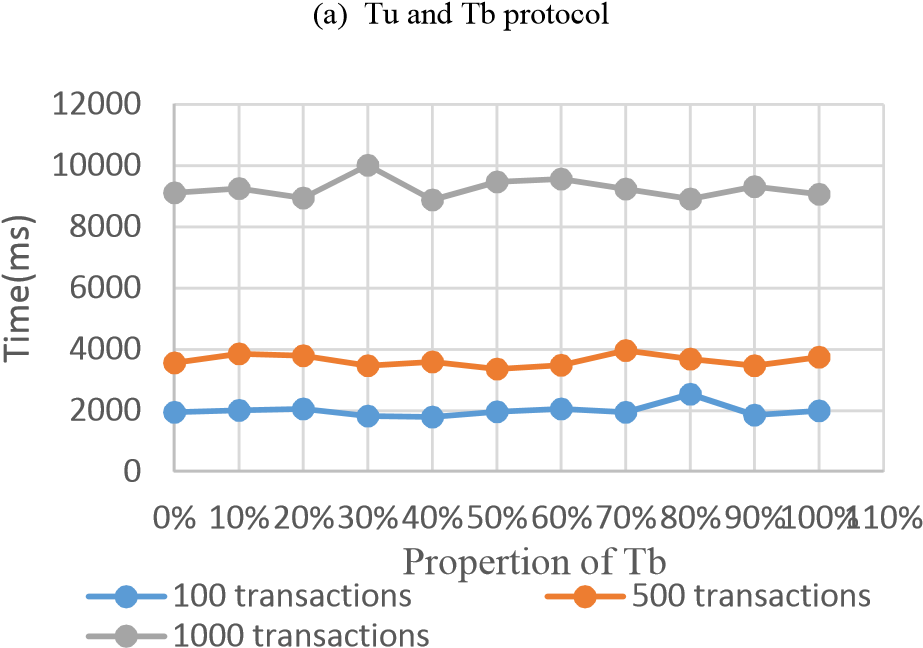 (a) Tu and Tb protocol
12000
10000
8000
6000
4000
2000
0
Time(ms)
0% 10% 20% 30% 40% 50% 60% 70% 80% 90% 100% 110%
Propertion of Tb
100 transactions 500 transactions
1000 transactions